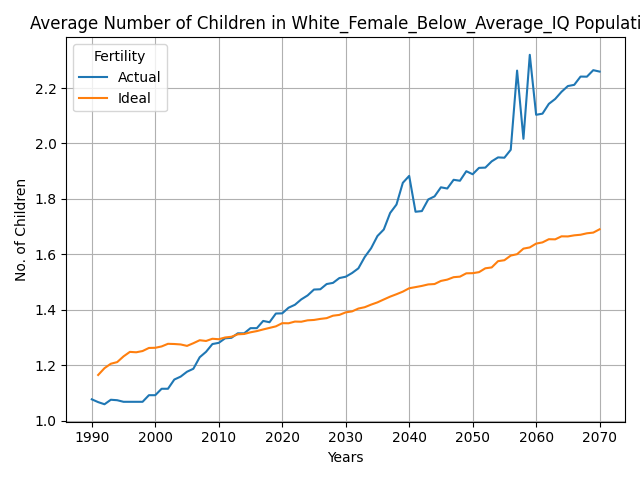 Average Number of Children in White_Female_Below_Average_IQ Populati
Fertility
Actual
Ideal
No. of Children
2.2
2.0
1.8
1.6
1.4
1.2
1.0
1990 2000 2010 2020 2030 2040 2050 2060 2070
Years